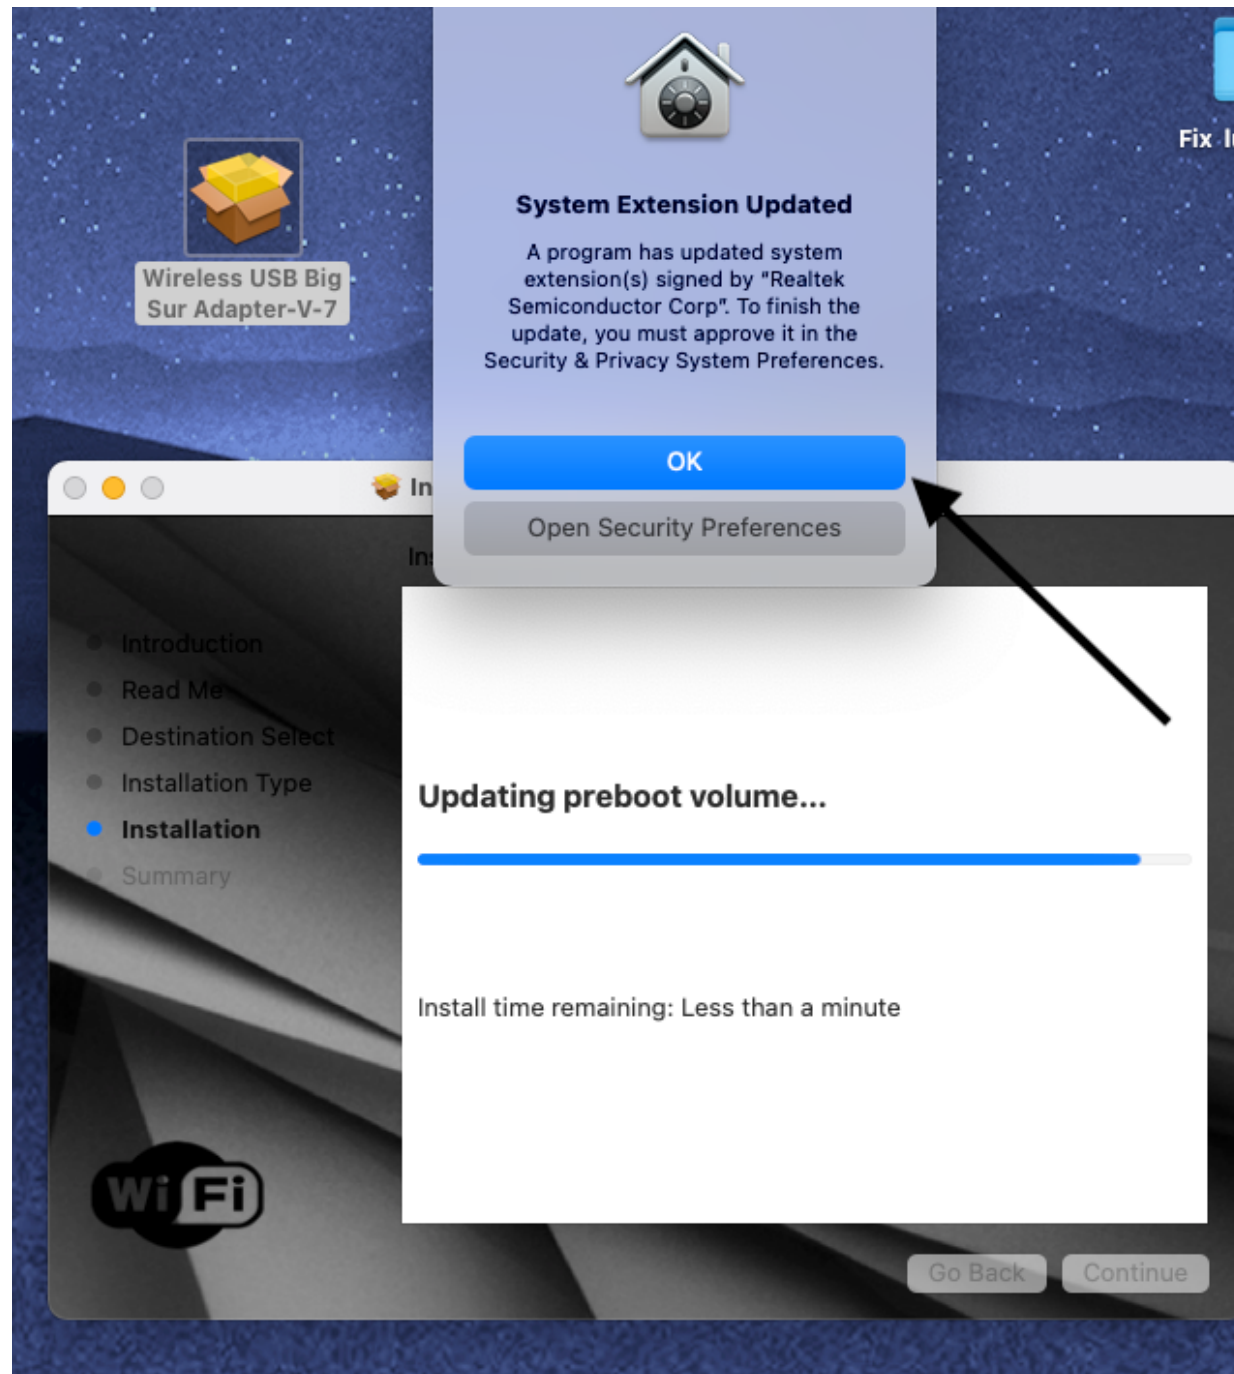 Fix
Wireless USB Big
Sur Adapter-V-7
System Extension Updated
A program has updated system
extension(s) signed by "Realtek
Semiconductor Corp". To finish the
update, you must approve it in the
Security & Privacy System Preferences.
OK
Open Security Preferences
Introduction
Read Me
Destination Select
Installation Type
Installation
Summary
Updating preboot volume...
Install time remaining: Less than a minute
Wi Fi
Go Back
Continue